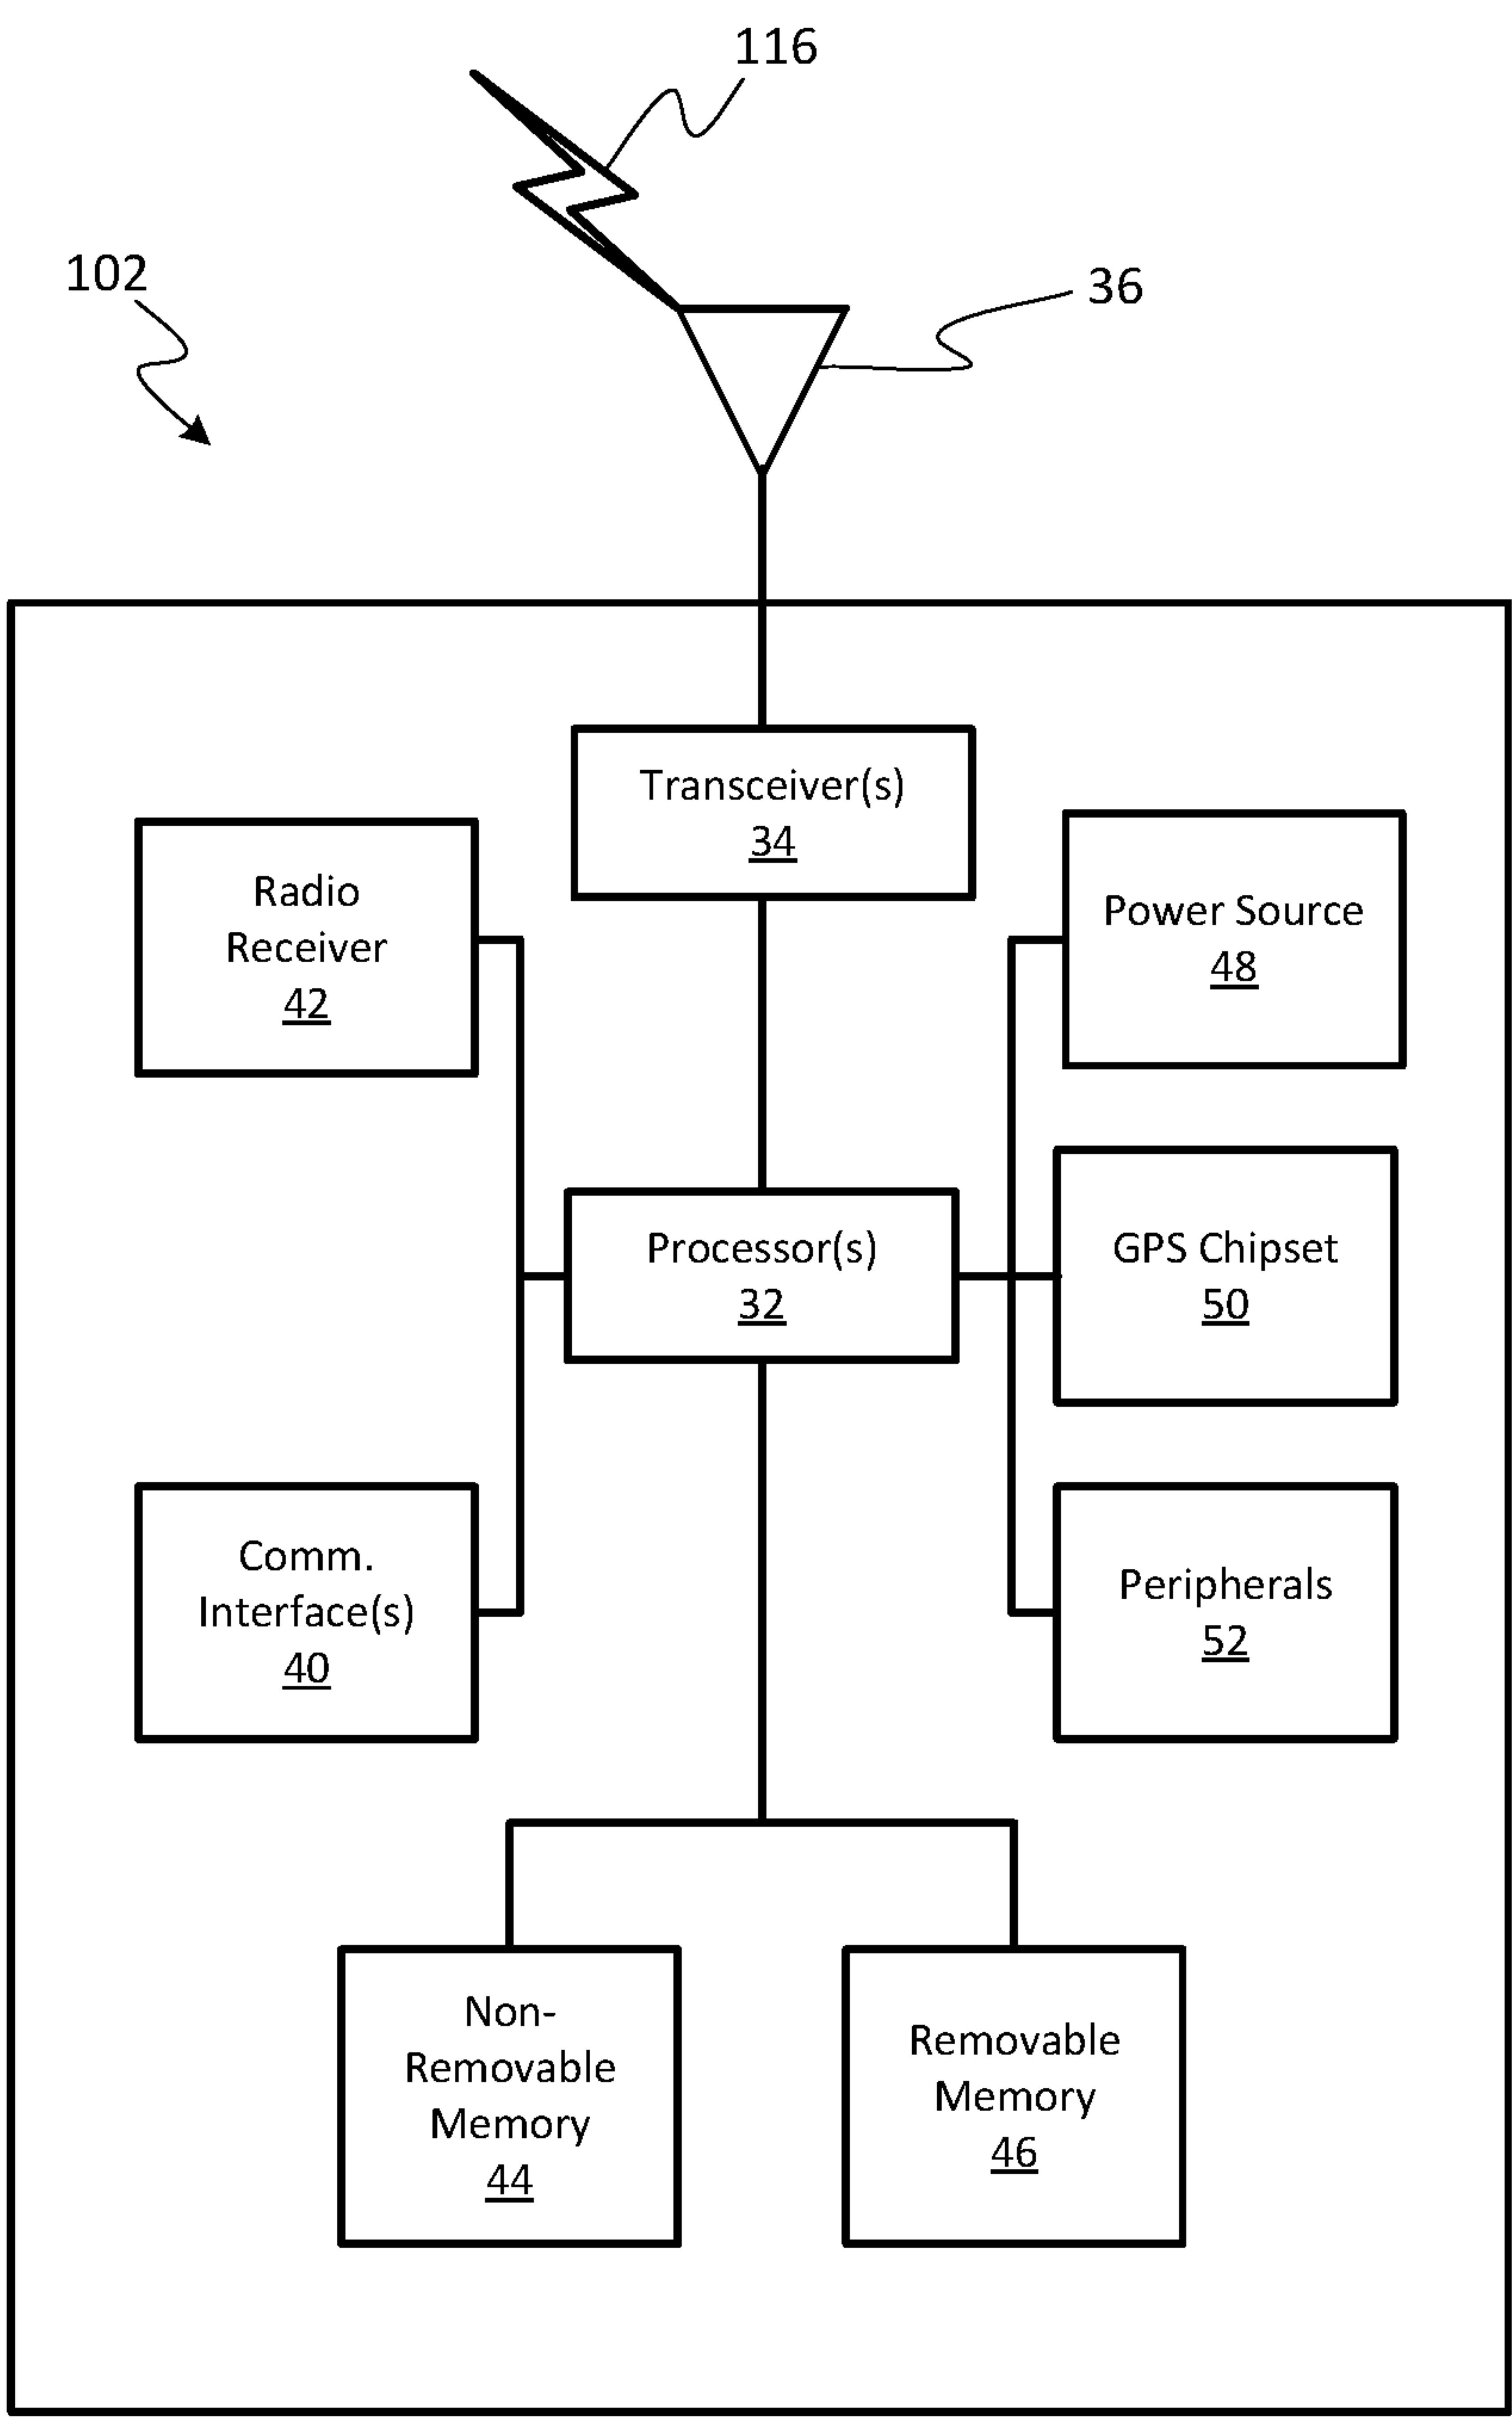 116
102
36
Transceiver(s)
34
Radio
Receiver
42
Power Source
48
Processor(s)
32
GPS Chipset
50
Comm.
Interface(s)
40
Peripherals
52
Non-
Removable
Memory
44
Removable
Memory
46